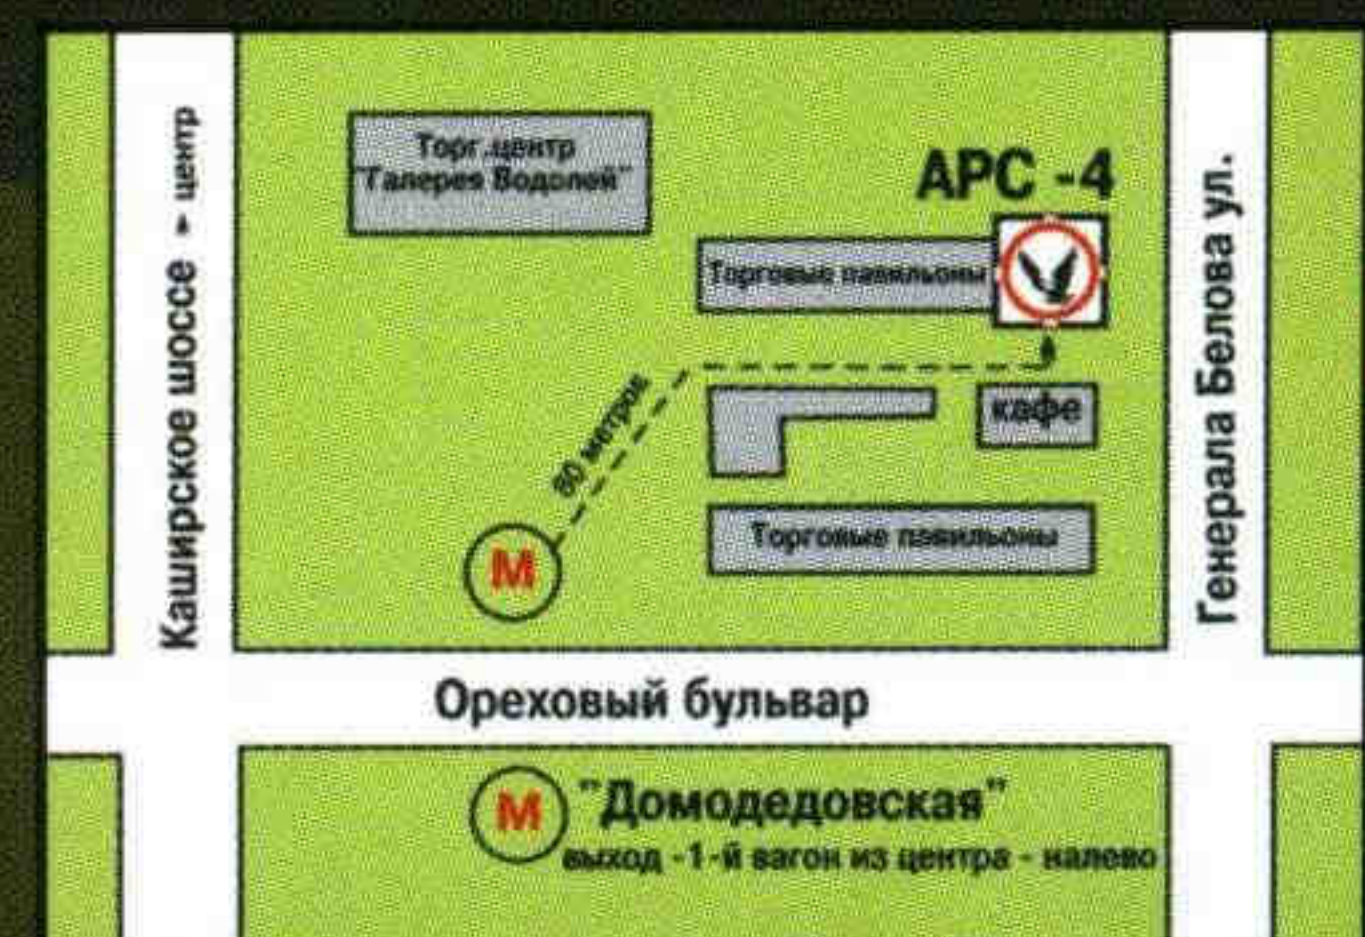 Каширское шоссе ► центр
Торг.центр
"Галерея Водолей"
АРС -4
Торговые павильоны
80 метров
кафе
Торговые павильоны
М
Генерала Белова ул.
Ореховый бульвар
М "Домодедовская"
выход -1-й вагон из центра - налево